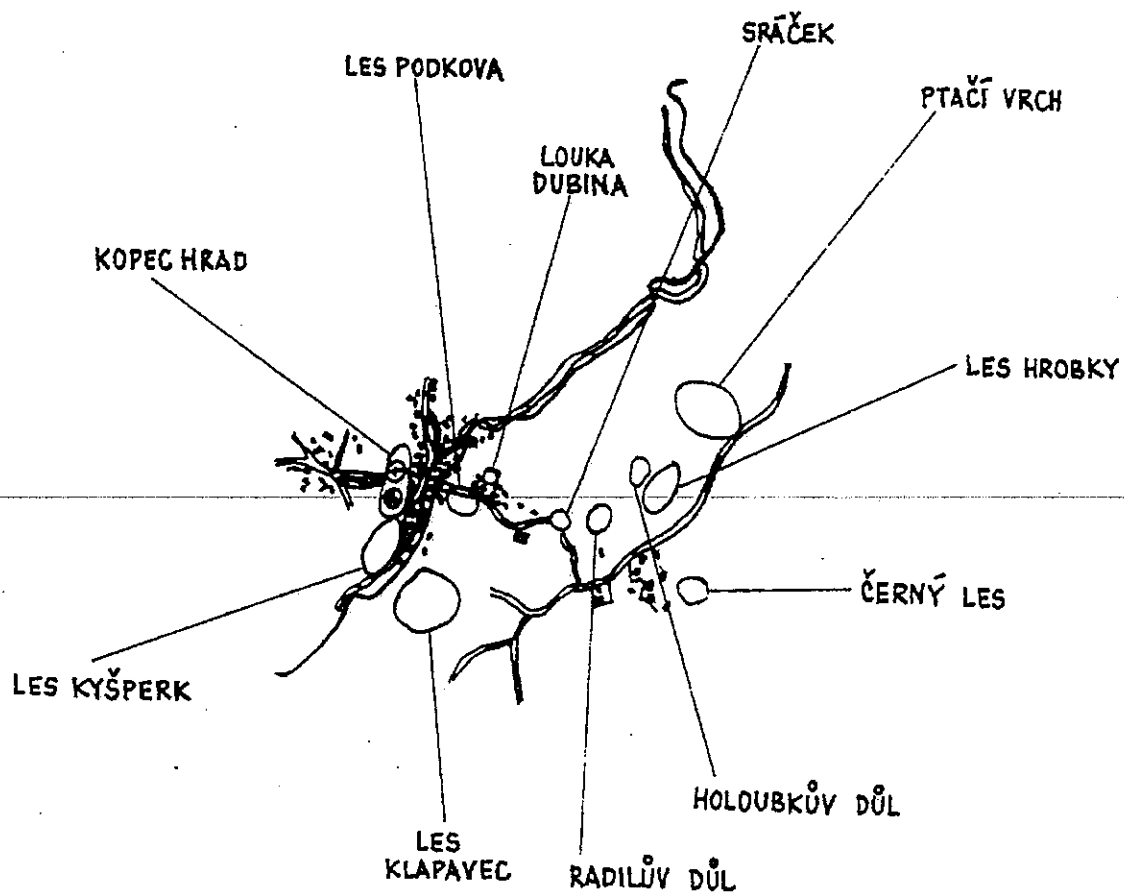 SRÁČEK
LES PODKOVA
PTAČÍ VRCH
LOUKA
DUBINA
KOPEC HRAD
LES HROBKY
ČERNÝ LES
LES KYŠPERK
HOLOUBKŮV DŮL
LES
KLAPAVEC
RADILŮV DŮL